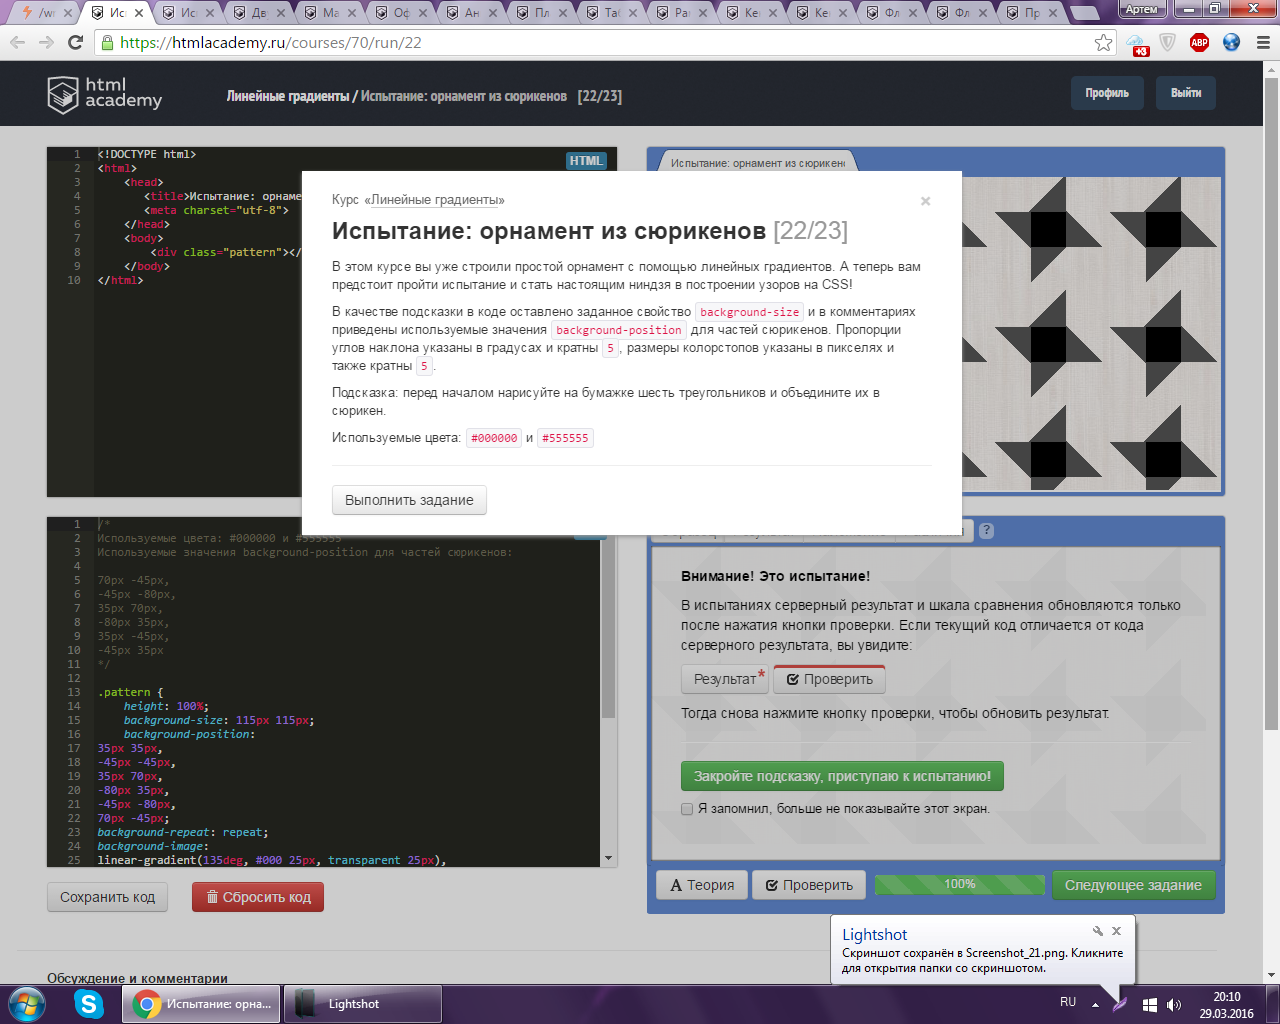 /wi
Ис
Ис
Дв
Ма
Оф
Ан
Пл
Таб
Ра
Ке
Ке
Фл
Фл
Пр
Артем
https://htmlacademy.ru/courses/70/run/22
+3
ABP
html
academy
Линейные градиенты / Испытание: орнамент из сюрикенов [22/23]
Профиль
Выйти
1 <!DOCTYPE html>
2 <html>
3 <head>
4 <title>Испытание: орнаме
5 <meta charset="utf-8">
6 </head>
7 <body>
8 <div class="pattern"></
9 </body>
10 </html>
HTML
Испытание: орнамент из сюрикено
Курс «Линейные градиенты»
×
Испытание: орнамент из сюрикенов [22/23]
В этом курсе вы уже строили простой орнамент с помощью линейных градиентов. А теперь вам
предстоит пройти испытание и стать настоящим ниндзя в построении узоров на CSS!
В качестве подсказки в коде оставлено заданное свойство background-size и в комментариях
приведены используемые значения background-position для частей сюрикенов. Пропорции
углов наклона указаны в градусах и кратны 5, размеры колорстопов указаны в пикселях и
также кратны 5.
Подсказка: перед началом нарисуйте на бумажке шесть треугольников и объедините их в
сюрикен.
Используемые цвета: #000000 и #555555
Выполнить задание
1 /*
2 Используемые цвета: #000000 и #555555
3 Используемые значения background-position для частей сюрикенов:
4
5 70px -45px,
6 -45px -80px,
7 35px 70px,
8 -80px 35px,
9 35px -45px,
10 -45px 35px
11 */
12
13 .pattern {
14 height: 100%;
15 background-size: 115px 115px;
16 background-position:
17 35px 35px,
18 -45px -45px,
19 35px 70px,
20 -80px 35px,
21 -45px -80px,
22 70px -45px;
23 background-repeat: repeat;
24 background-image:
25 linear-gradient(135deg, #000 25px, transparent 25px),
?
Внимание! Это испытание!
В испытаниях серверный результат и шкала сравнения обновляются только
после нажатия кнопки проверки. Если текущий код отличается от кода
серверного результата, вы увидите:
Результат*
Проверить
Тогда снова нажмите кнопку проверки, чтобы обновить результат.
Закройте подсказку, приступаю к испытанию!
Я запомнил, больше не показывайте этот экран.
A Теория
Проверить
100%
Следующее задание
Сохранить код
Сбросить код
Обсуждение и комментарии
Lightshot
Скриншот сохранён в Screenshot_21.png. Кликните
для открытия папки со скриншотом.
Испытание: орна...
Lightshot
RU
20:10
29.03.2016